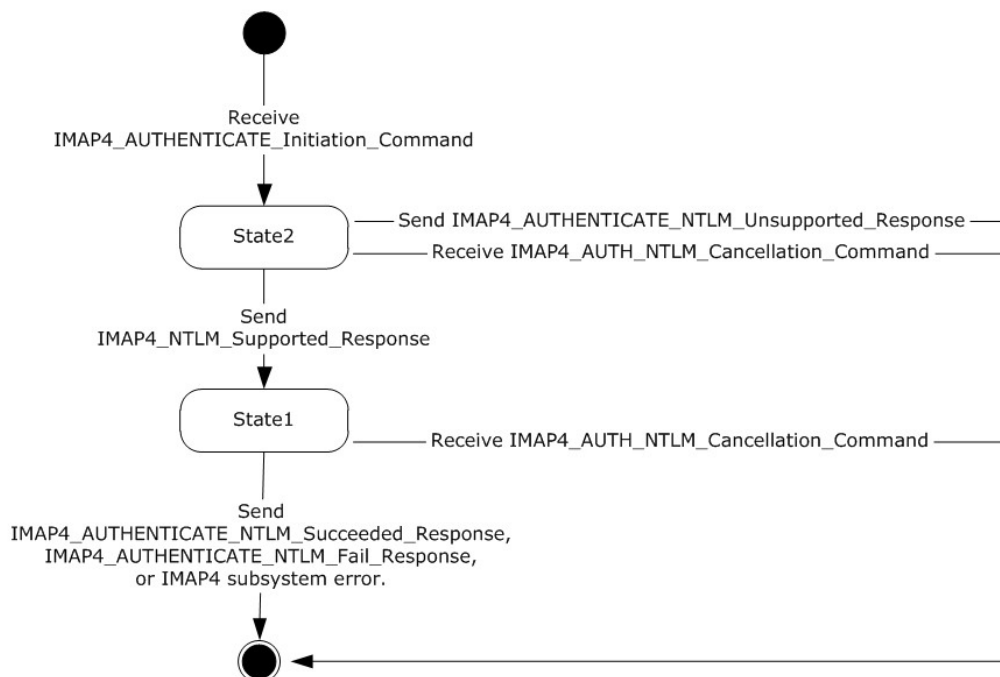 Receive
IMAP4_AUTHENTICATE_Initiation_Command
State2
Send IMAP4_AUTHENTICATE_NTLM_Unsupported_Response
Receive IMAP4_AUTH_NTLM_Cancellation_Command
Send
IMAP4_NTLM_Supported_Response
State1
Receive IMAP4_AUTH_NTLM_Cancellation_Command
Send
IMAP4_AUTHENTICATE_NTLM_Succeeded_Response,
IMAP4_AUTHENTICATE_NTLM_Fail_Response,
or IMAP4 subsystem error.